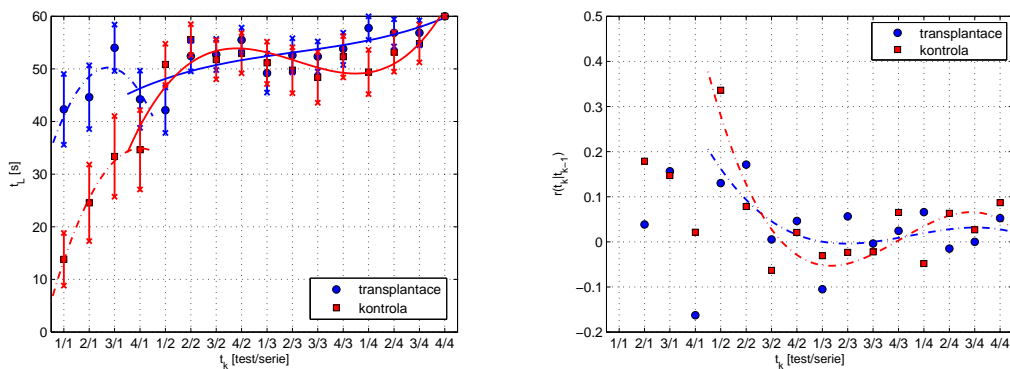 60
50
40
30
20
10
0
t_L [s]
1/1 2/1 3/1 4/1 1/2 2/2 3/2 4/2 1/3 2/3 3/3 4/3 1/4 2/4 3/4 4/4
t_k [test/serie]
transplantace
kontrola
0.5
0.4
0.3
0.2
0.1
0
−0.1
−0.2
r(t_k|t_{k−1})
1/1 2/1 3/1 4/1 1/2 2/2 3/2 4/2 1/3 2/3 3/3 4/3 1/4 2/4 3/4 4/4
t_k [test/serie]
transplantace
kontrola